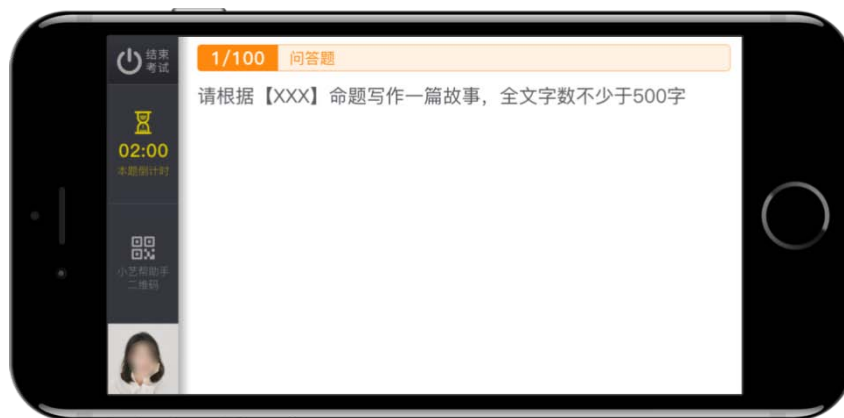 结束
考试
02:00
本题倒计时
小艺帮助手
二维码
1/100 问答题
请根据【XXX】命题写作一篇故事，全文字数不少于500字